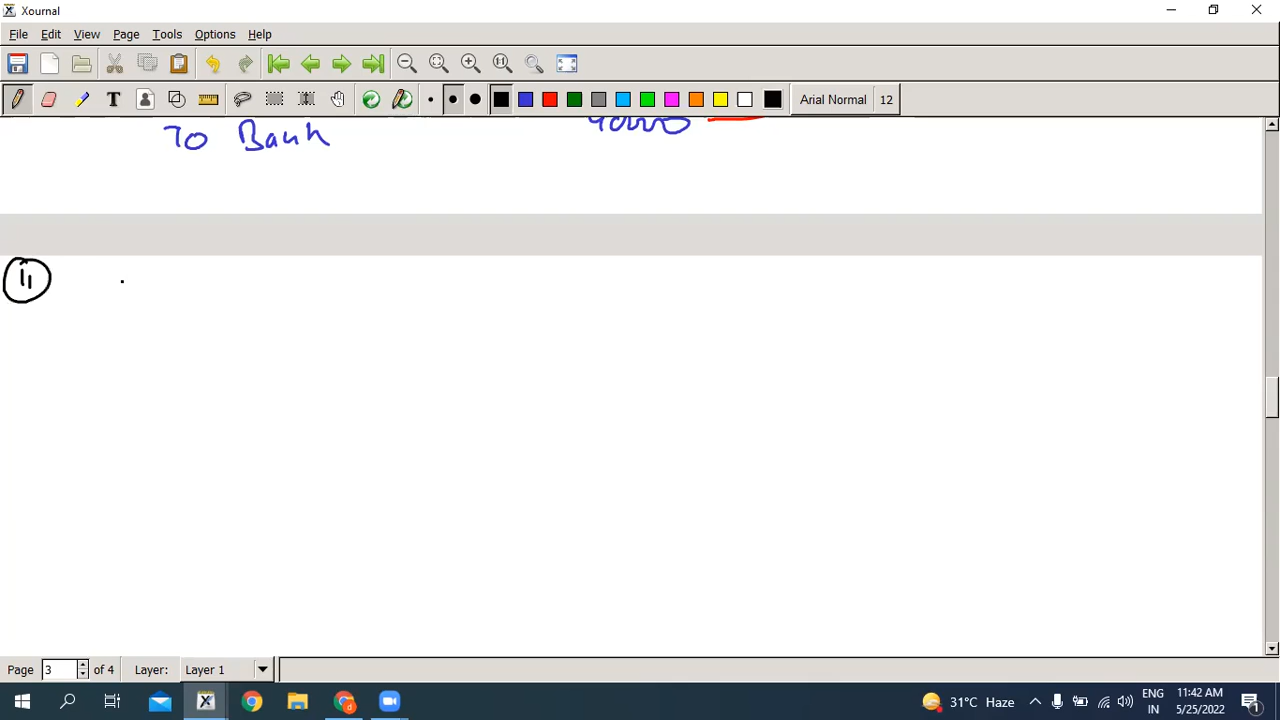 Xournal
File Edit View Page Tools Options Help
Arial Normal 12
To Bank
ii
Page 3 of 4 Layer: Layer 1
31°C Haze ENG 11:42 AM
IN 5/25/2022